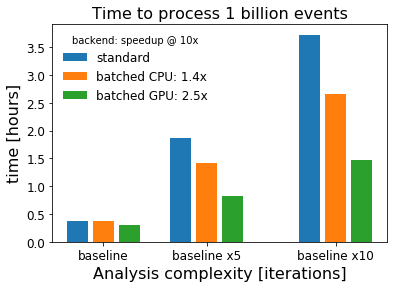 Time to process 1 billion events
time [hours]
3.5
3.0
2.5
2.0
1.5
1.0
0.5
0.0
backend: speedup @ 10x
standard
batched CPU: 1.4x
batched GPU: 2.5x
baseline
baseline x5
baseline x10
Analysis complexity [iterations]